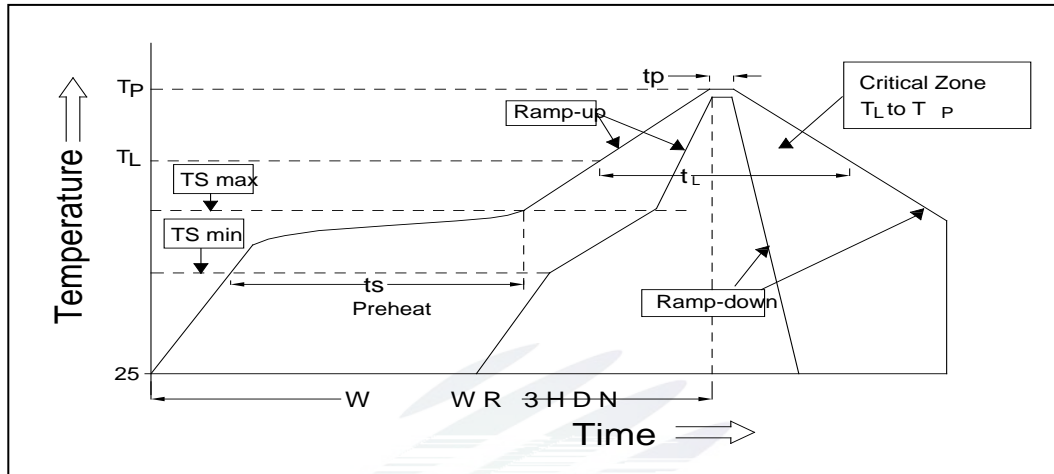 tp
TP
Critical Zone
TL to T P
Ramp-up
TL
TS max
tL
TS min
ts
Preheat
Ramp-down
25
W W R 3 H D N
Time
Temperature